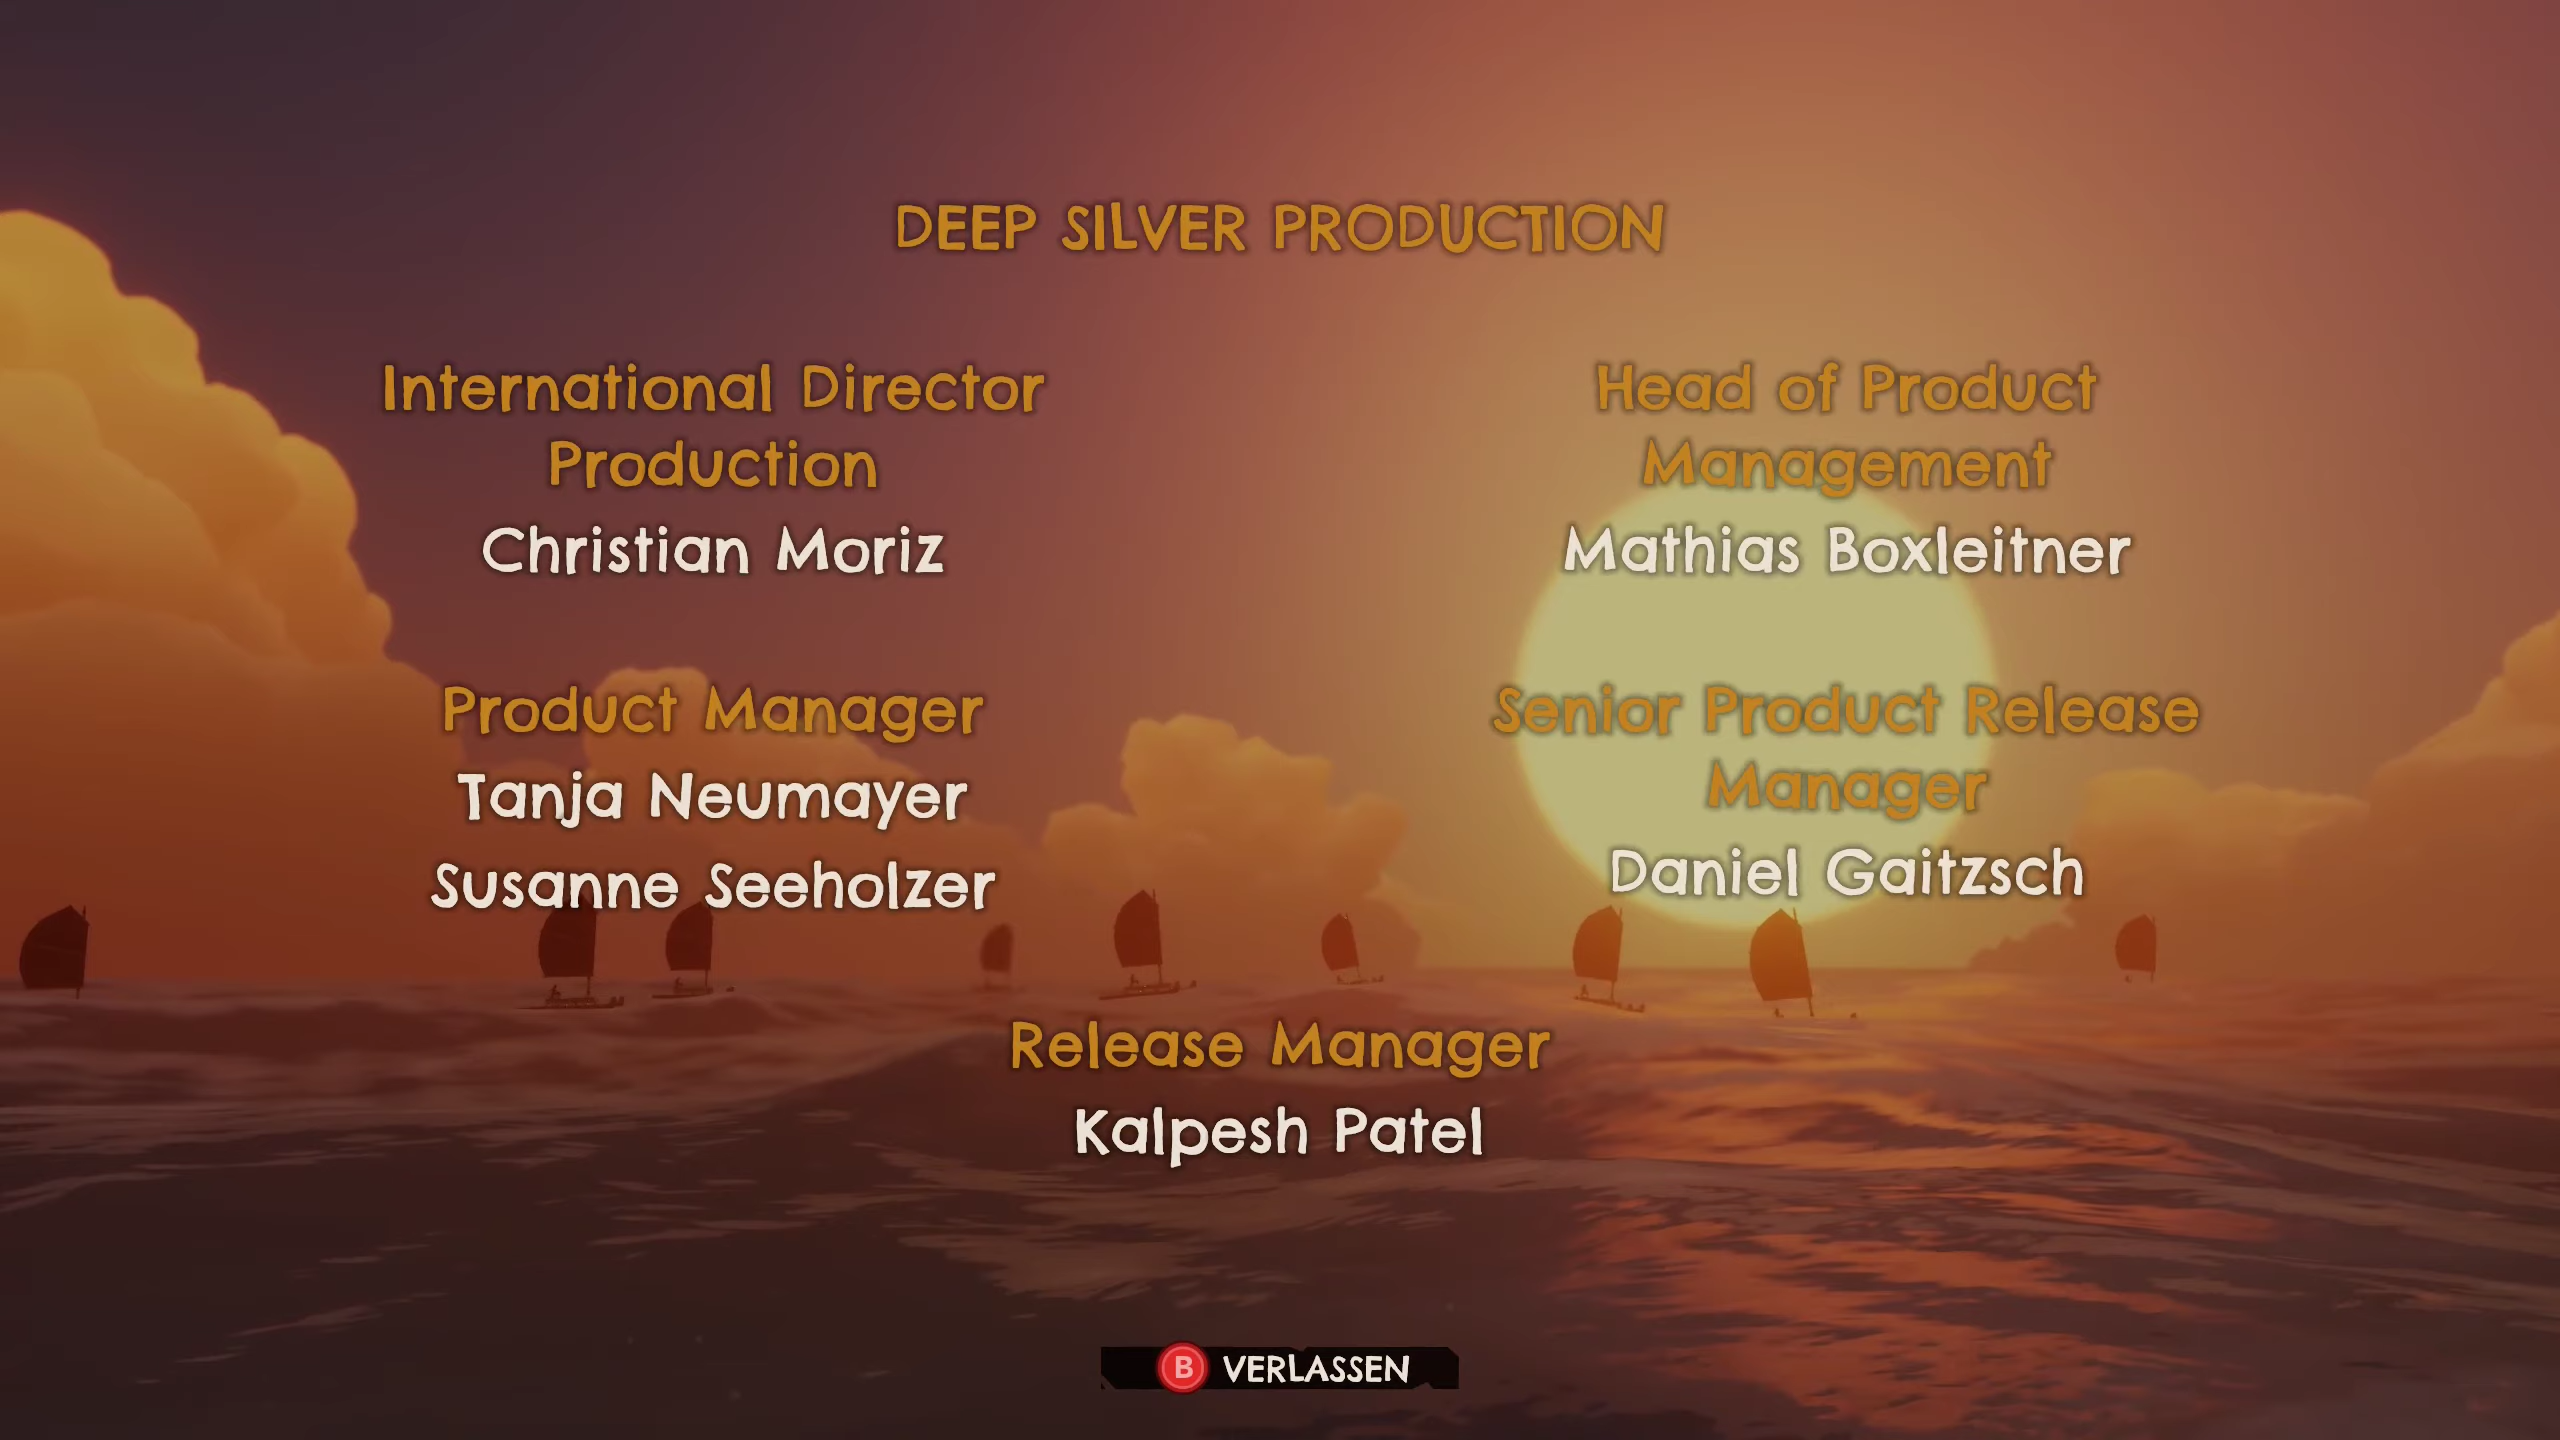 DEEP SILVER PRODUCTION
International Director
Production
Christian Moriz
Head of Product
Management
Mathias Boxleitner
Product Manager
Tanja Neumayer
Susanne Seeholzer
Senior Product Release
Manager
Daniel Gaitzsch
Release Manager
Kalpesh Patel
B VERLASSEN